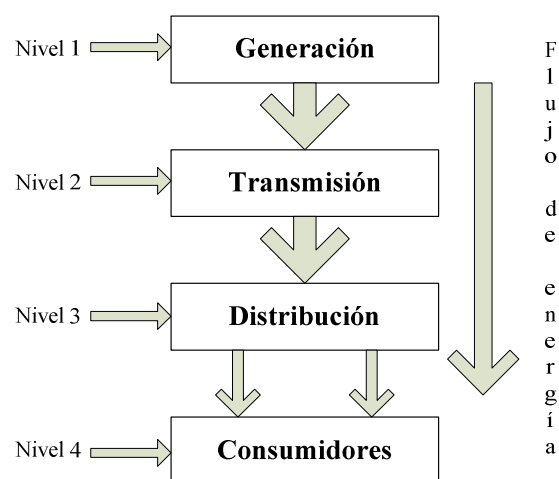 Nivel 1
Generación
Nivel 2
Transmisión
Nivel 3
Distribución
Nivel 4
Consumidores
Flujo de energía